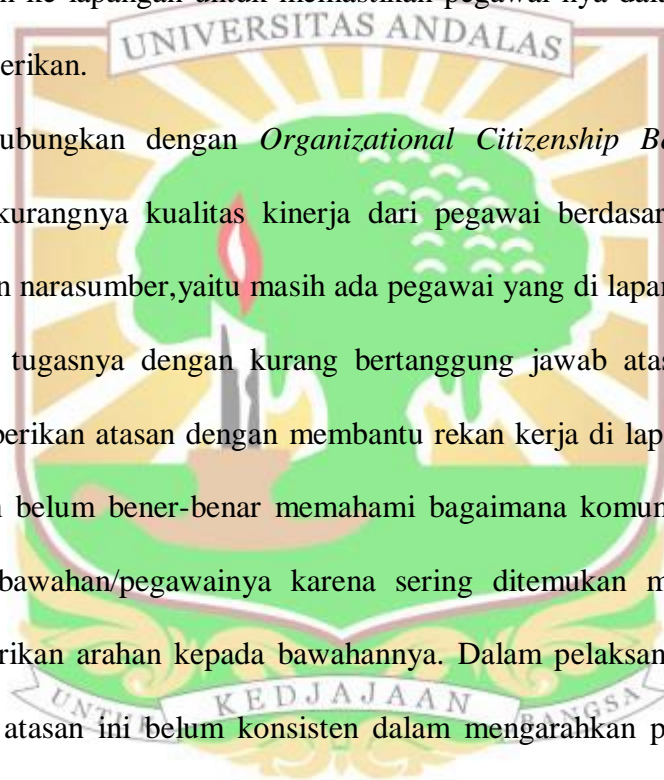 ke lapangan untuk memastikan pegawai nya
UNIVERSITAS ANDALAS
erikan.
ubungkan dengan Organizational Citizenship Be
kurangnya kualitas kinerja dari pegawai berdasar
n narasumber,yaitu masih ada pegawai yang di lapan
tugasnya dengan kurang bertanggung jawab atas
berikan atasan dengan membantu rekan kerja di lap
belum bener-benar memahami bagaimana komun
bawahan/pegawainya karena sering ditemukan m
rikan arahan kepada bawahannya. Dalam pelaksan
atasan ini belum konsisten dalam mengarahkan p
UNTUK KEDJAJAAN BANGSA